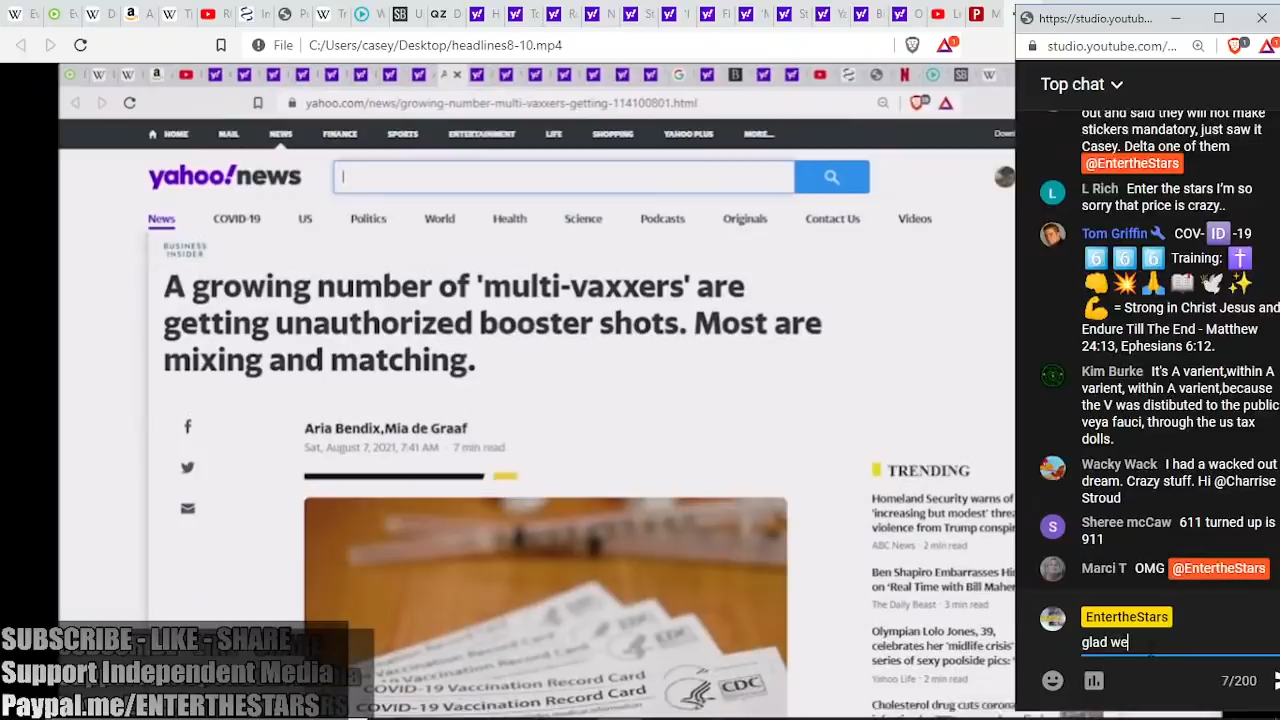 File
C:/Users/casey/Desktop/headlines8-10.mp4
yahoo.com/news/growing-number-multi-vaxxers-getting-114100801.html
HOME MAIL NEWS FINANCE SPORTS ENTERTAINMENT LIFE SHOPPING YAHOO PLUS MORE...
yahoo!news
News COVID-19 US Politics World Health Science Podcasts Originals Contact Us Videos
BUSINESS
INSIDER
A growing number of 'multi-vaxxers' are
getting unauthorized booster shots. Most are
mixing and matching.
Aria Bendix,Mia de Graaf
Sat, August 7, 2021, 7:41 AM · 7 min read
TRENDING
Homeland Security warns of
'increasing but modest' threa
violence from Trump conspi
ABC News · 2 min read
Ben Shapiro Embarrasses Hi
on 'Real Time with Bill Maher
The Daily Beast · 3 min read
Olympian Lolo Jones, 39,
celebrates her 'midlife crisis'
series of sexy poolside pics:
Yahoo Life · 2 min read
Cholesterol drug cuts corona
COVID-19 Vaccination Record Card
COVID-19 Vaccination Record Card
CDC
SUBSCRIBE - LIKE - SHARE
Support Independent Media
Paypal.me/ENTERTHESTARS
https://studio.youtub...
studio.youtube.com/...
Top chat
out and said they will not make
stickers mandatory, just saw it
Casey. Delta one of them
@EntertheStars
L Rich Enter the stars I'm so
sorry that price is crazy..
Tom Griffin COV- ID -19
6 6 6 Training:
= Strong in Christ Jesus and
Endure Till The End - Matthew
24:13, Ephesians 6:12.
Kim Burke It's A varient,within A
varient, within A varient,because
the V was distibuted to the public
veya fauci, through the us tax
dolls.
Wacky Wack I had a wacked out
dream. Crazy stuff. Hi @Charrise
Stroud
Sheree mcCaw 611 turned up is
911
Marci T OMG @EntertheStars
EntertheStars
glad we
7/200